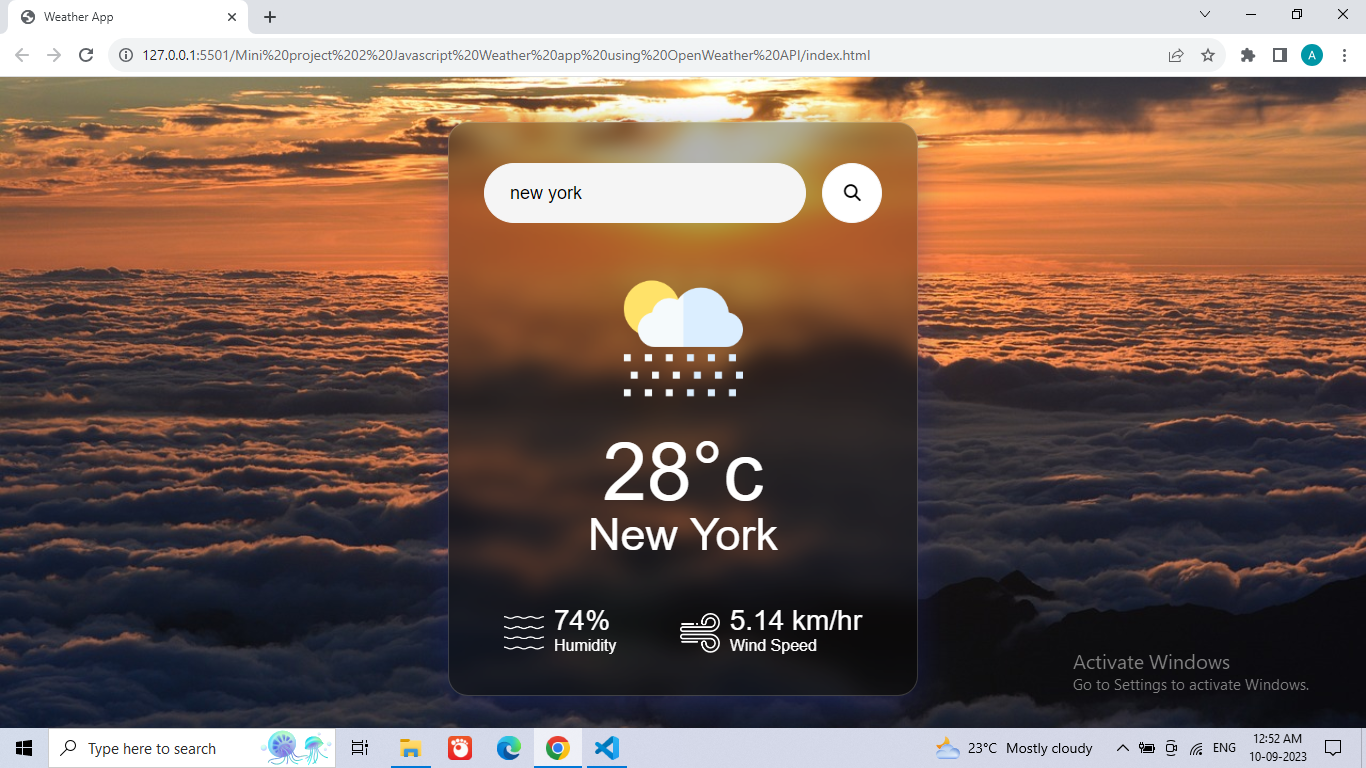 Weather App
127.0.0.1:5501/Mini%20project%202%20Javascript%20Weather%20app%20using%20OpenWeather%20API/index.html
A
new york
28°c
New York
74%
Humidity
5.14 km/hr
Wind Speed
Activate Windows
Go to Settings to activate Windows.
Type here to search
23°C Mostly cloudy
ENG
12:52 AM
10-09-2023